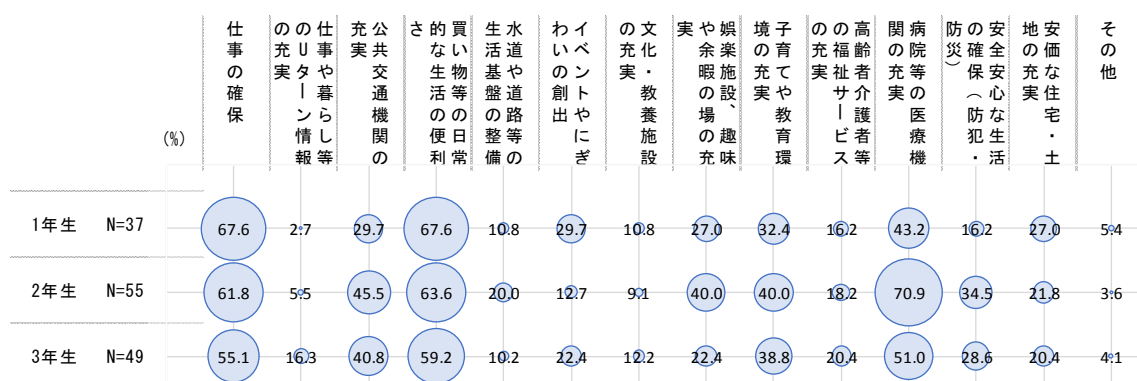 仕事の確保
仕事や暮らし等
のUターン情報
の充実
公共交通機関の
充実
買い物等の日常
的な生活の便利
さ
水道や道路等の
生活基盤の整備
イベントやにぎ
わいの創出
文化・教養施設
の充実
娯楽施設、趣味
や余暇の場の充
実
子育てや教育環
境の充実
高齢者介護者等
の福祉サービス
の充実
病院等の医療機
関の充実
安全安心な生活
の確保（防犯・
防災）
安価な住宅・土
地の充実
その他
(%)
1年生 N=37 67.6 2.7 29.7 67.6 10.8 29.7 10.8 27.0 32.4 16.2 43.2 16.2 27.0 5.4
2年生 N=55 61.8 5.5 45.5 63.6 20.0 12.7 9.1 40.0 40.0 18.2 70.9 34.5 21.8 3.6
3年生 N=49 55.1 16.3 40.8 59.2 10.2 22.4 12.2 22.4 38.8 20.4 51.0 28.6 20.4 4.1